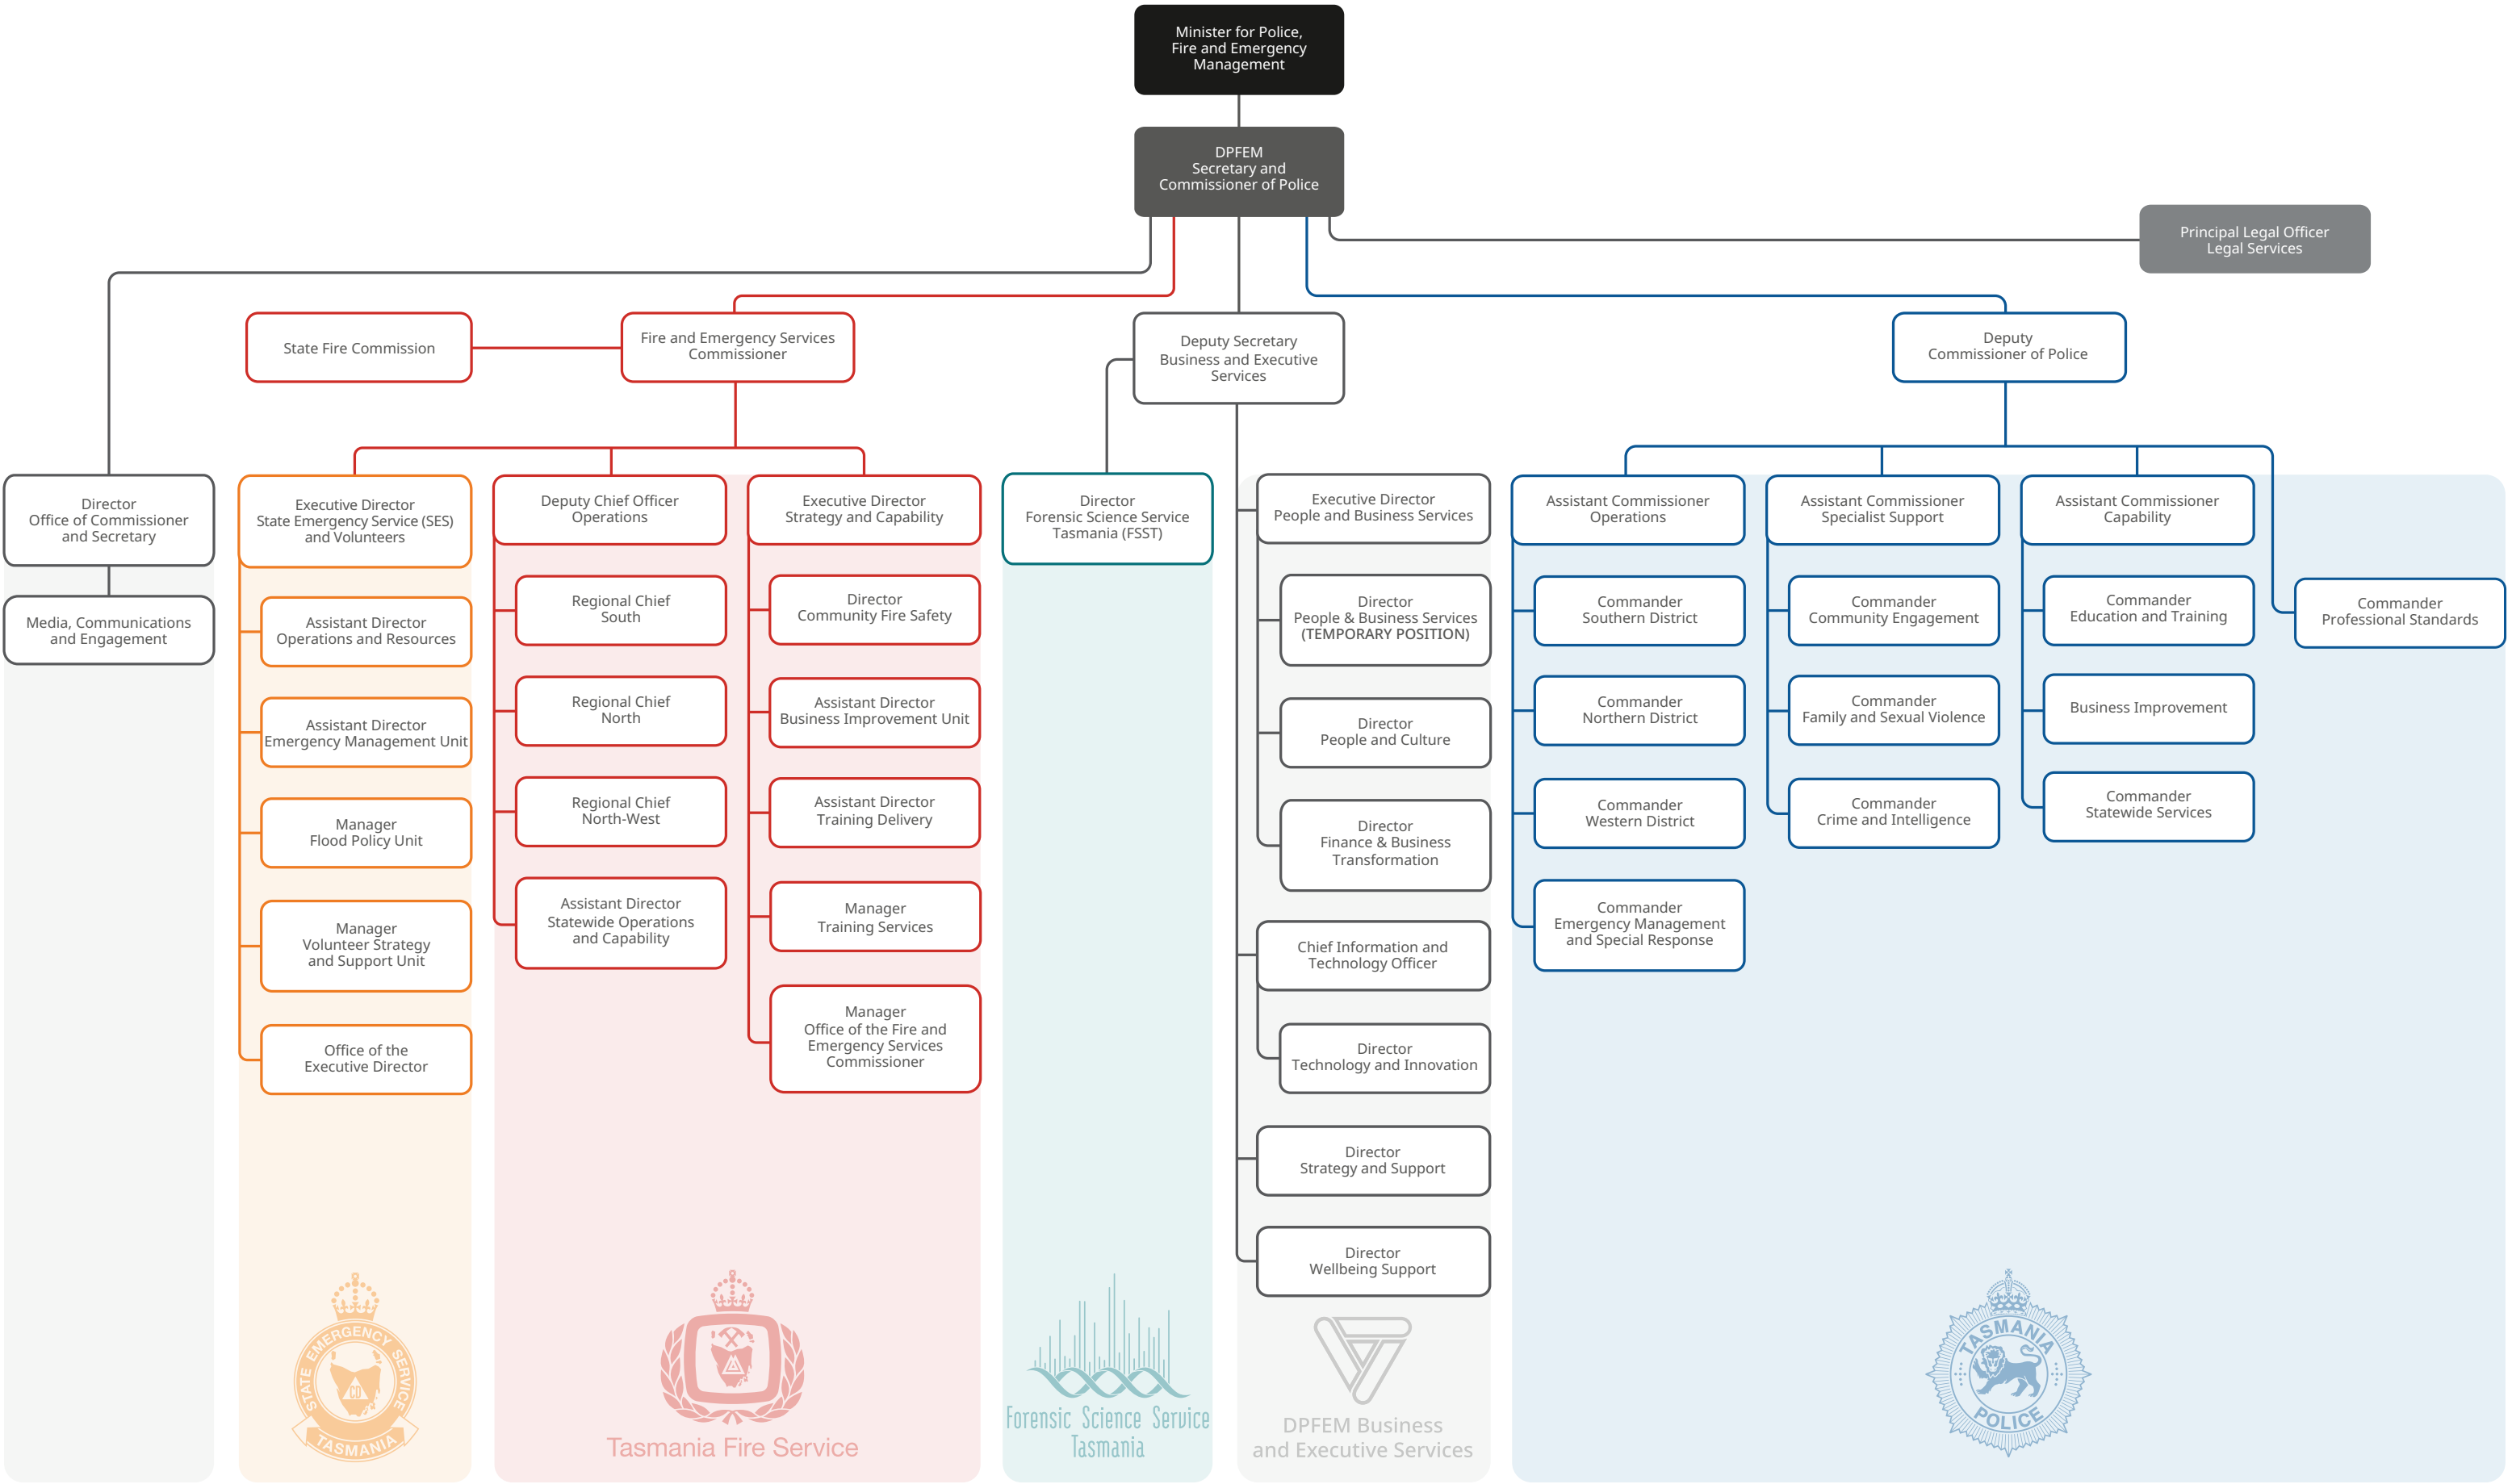 Minister for Police,
Fire and Emergency
Management
DPFEM
Secretary and
Commissioner of Police
Principal Legal Officer
Legal Services
State Fire Commission
Fire and Emergency Services
Commissioner
Deputy Secretary
Business and Executive
Services
Deputy
Commissioner of Police
Director
Office of Commissioner
and Secretary
Media, Communications
and Engagement
Executive Director
State Emergency Service (SES)
and Volunteers
Assistant Director
Operations and Resources
Assistant Director
Emergency Management Unit
Manager
Flood Policy Unit
Manager
Volunteer Strategy
and Support Unit
Office of the
Executive Director
Deputy Chief Officer
Operations
Regional Chief
South
Regional Chief
North
Regional Chief
North-West
Assistant Director
Statewide Operations
and Capability
Executive Director
Strategy and Capability
Director
Community Fire Safety
Assistant Director
Business Improvement Unit
Assistant Director
Training Delivery
Manager
Training Services
Manager
Office of the Fire and
Emergency Services
Commissioner
Director
Forensic Science Service
Tasmania (FSST)
Executive Director
People and Business Services
Director
People & Business Services
(TEMPORARY POSITION)
Director
People and Culture
Director
Finance & Business
Transformation
Chief Information and
Technology Officer
Director
Technology and Innovation
Director
Strategy and Support
Director
Wellbeing Support
Assistant Commissioner
Operations
Commander
Southern District
Commander
Northern District
Commander
Western District
Commander
Emergency Management
and Special Response
Assistant Commissioner
Specialist Support
Commander
Community Engagement
Commander
Family and Sexual Violence
Commander
Crime and Intelligence
Assistant Commissioner
Capability
Commander
Education and Training
Business Improvement
Commander
Statewide Services
Commander
Professional Standards
STATE EMERGENCY SERVICE
CD
TASMANIA
Tasmania Fire Service
Forensic Science Service
Tasmania
DPFEM Business
and Executive Services
TASMANIA
POLICE